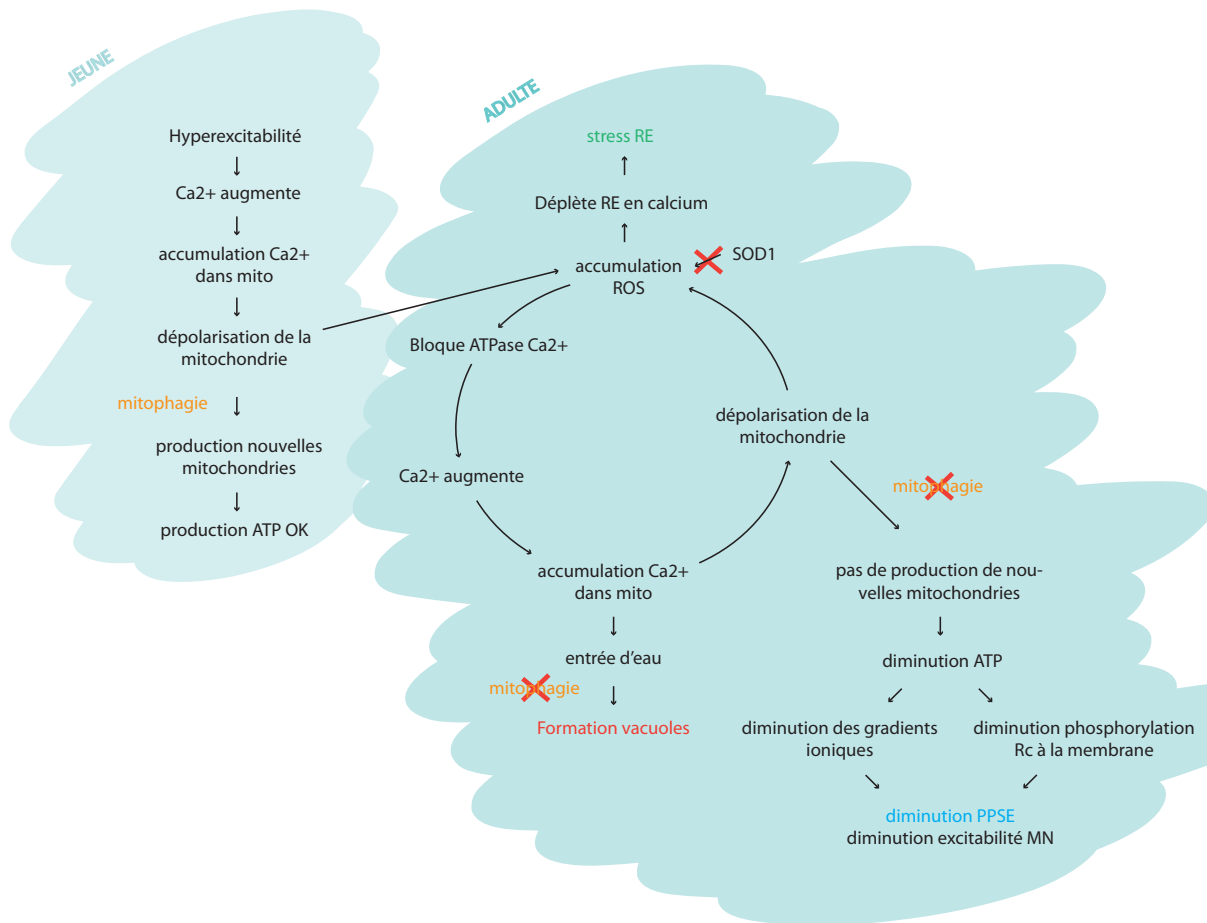 JEUNE
Hyperexcitabilité
Ca2+ augmente
accumulation Ca2+
dans mito
dépolarisation de la
mitochondrie
mitophagie
production nouvelles
mitochondries
production ATP OK
ADULTE
stress RE
Déplète RE en calcium
SOD1
accumulation
ROS
Bloque ATPase Ca2+
Ca2+ augmente
accumulation Ca2+
dans mito
entrée d'eau
mitophagie
Formation vacuoles
dépolarisation de la
mitochondrie
mitophagie
pas de production de nou-
velles mitochondries
diminution ATP
diminution des gradients
ioniques
diminution phosphorylation
Rc à la membrane
diminution PPSE
diminution excitabilité MN